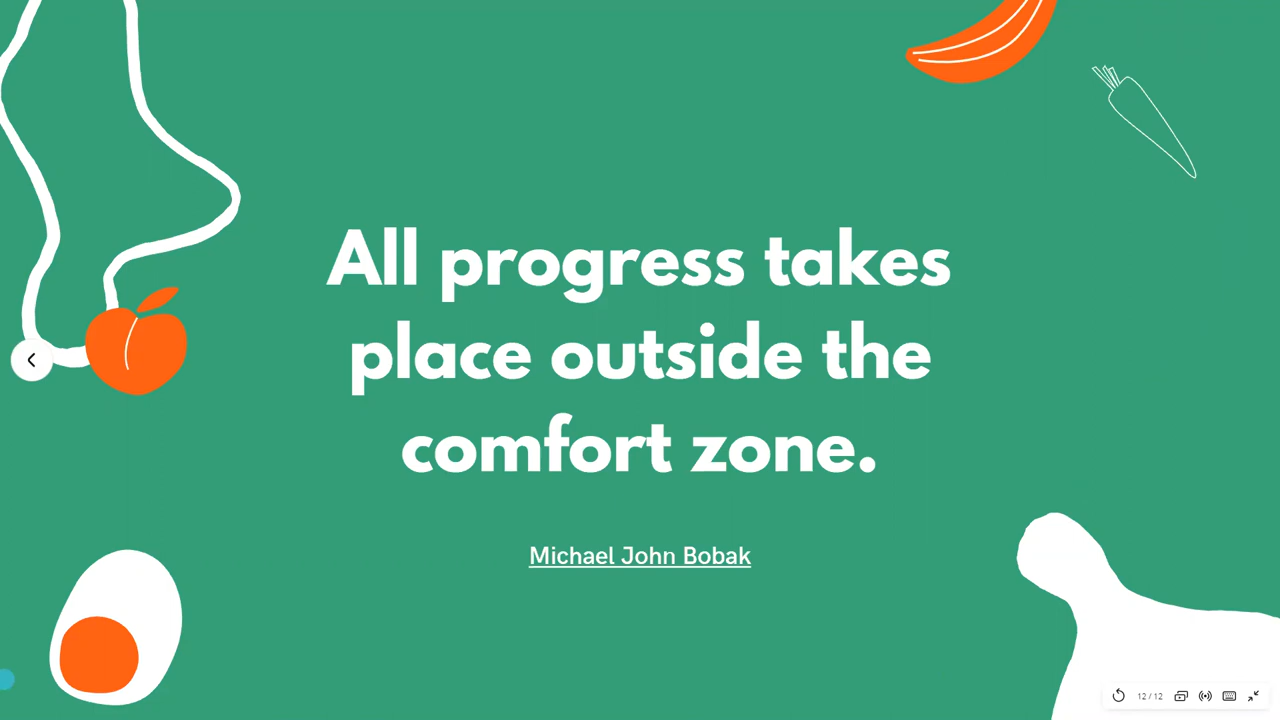 All progress takes
place outside the
comfort zone.
Michael John Bobak
12 / 12